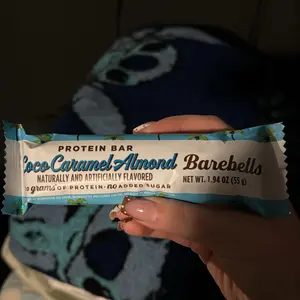 PROTEIN BAR
Coco Caramel Almond
Barebells
NATURALLY AND ARTIFICIALLY FLAVORED
NET WT. 1.94 OZ (55 g)
grams OF PROTEIN · NO ADDED SUGAR